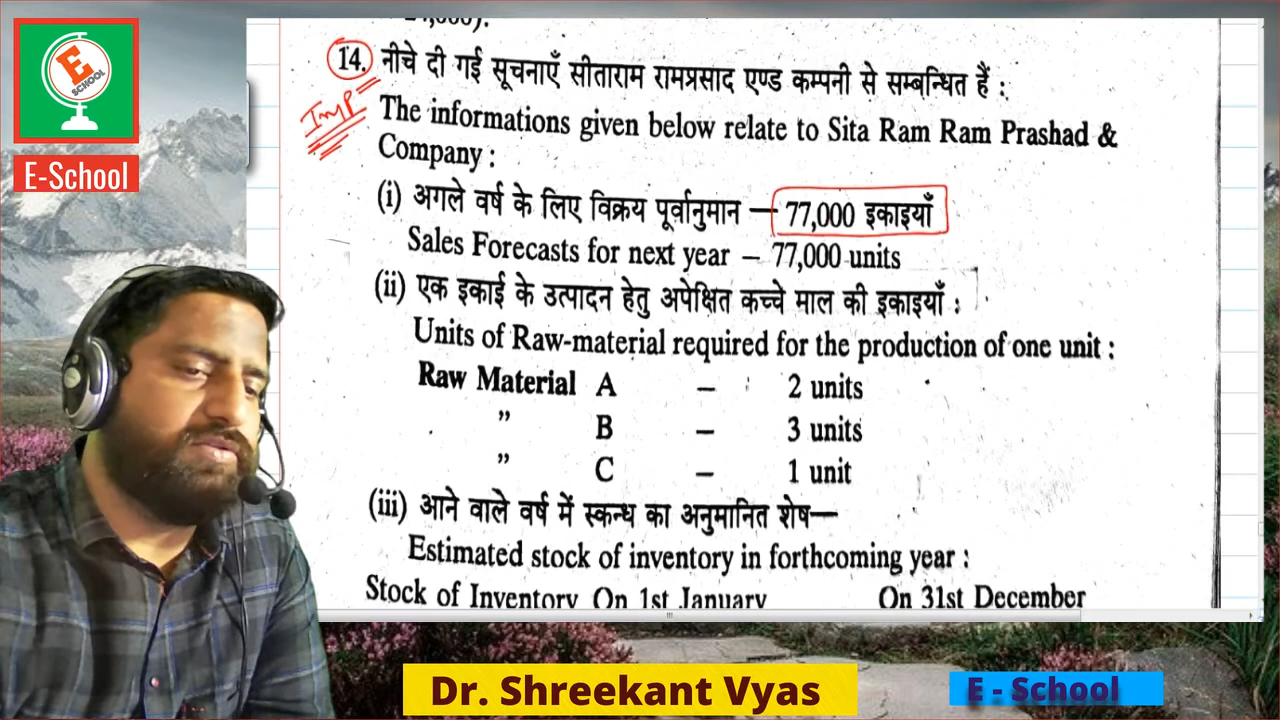 E
SCHOOL
E-School
14. नीचे दी गई सूचनाएँ सीताराम रामप्रसाद एण्ड कम्पनी से सम्बन्धित हैं :
Imp
The informations given below relate to Sita Ram Ram Prashad &
Company :
(i) अगले वर्ष के लिए विक्रय पूर्वानुमान — 77,000 इकाइयाँ
Sales Forecasts for next year – 77,000 units
(ii) एक इकाई के उत्पादन हेतु अपेक्षित कच्चे माल की इकाइयाँ :
Units of Raw-material required for the production of one unit :
Raw Material A – 2 units
” B – 3 units
” C – 1 unit
(iii) आने वाले वर्ष में स्कन्ध का अनुमानित शेष—
Estimated stock of inventory in forthcoming year :
Stock of Inventory On 1st January On 31st December
Dr. Shreekant Vyas
E - School